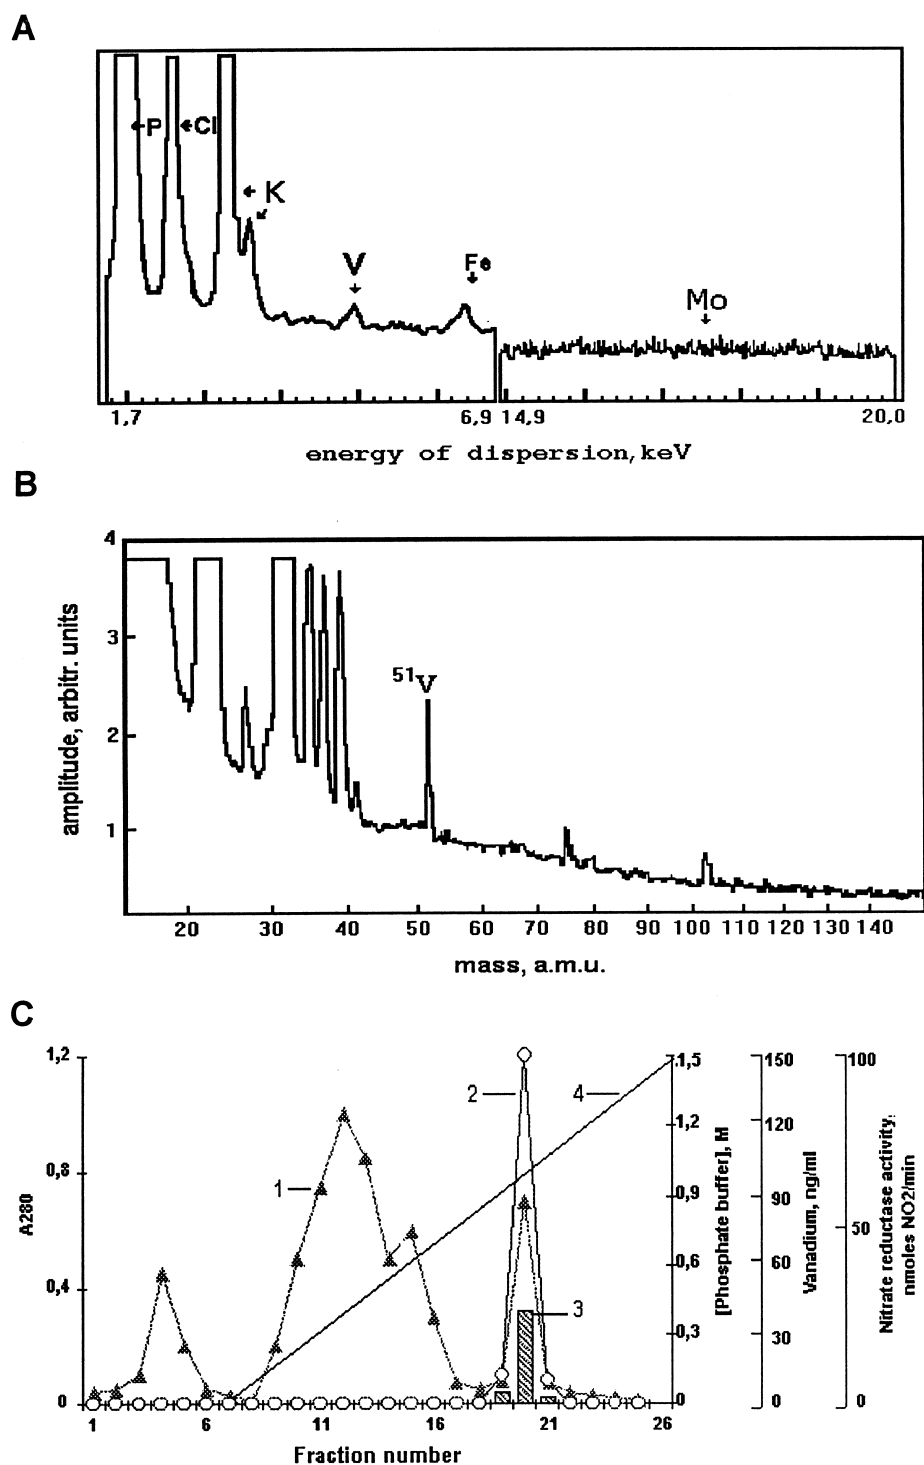 A
P
Cl
K
V
Fe
Mo
1,7
6,9
14,9
20,0
energy of dispersion,keV
B
4
3
2
1
amplitude, arbitr. units
51V
20 30 40 50 60 70 80 90 100 110 120 130 140
mass, a.m.u.
C
1,2
0,8
0,4
0
A280
1
2
3
4
1 6 11 16 21 26
Fraction number
1,5
1,2
0,9
0,6
0,3
0
[Phosphate buffer], M
150
120
90
60
30
0
Vanadium, ng/ml
100
50
0
Nitrate reductase activity,
nmoles NO2/min